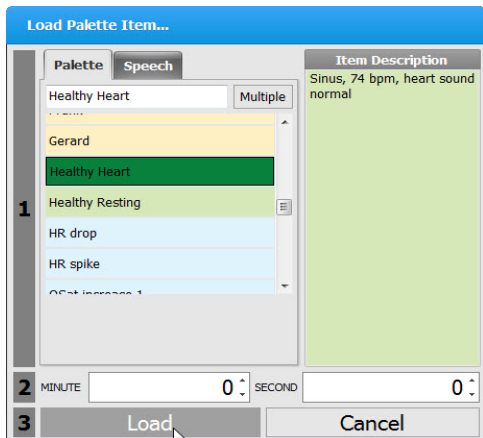 Load Palette Item...
Palette
Speech
Healthy Heart
Multiple
Gerard
Healthy Heart
Healthy Resting
HR drop
HR spike
Item Description
Sinus, 74 bpm, heart sound
normal
1
2
MINUTE
0
SECOND
0
3
Load
Cancel